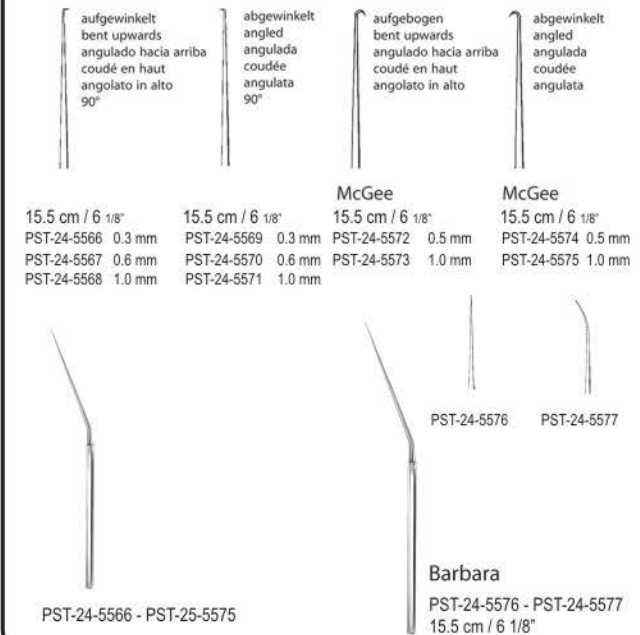 aufgewinkelt
bent upwards
angulado hacia arriba
coudé en haut
angolato in alto
90°
abgewinkelt
angled
angulada
coudée
angulata
90°
aufgebogen
bent upwards
angulado hacia arriba
coudé en haut
angolato in alto
abgewinkelt
angled
angulada
coudée
angulata
15.5 cm / 6 1/8"
PST-24-5566 0.3 mm
PST-24-5567 0.6 mm
PST-24-5568 1.0 mm
15.5 cm / 6 1/8"
PST-24-5569 0.3 mm
PST-24-5570 0.6 mm
PST-24-5571 1.0 mm
McGee
15.5 cm / 6 1/8"
PST-24-5572 0.5 mm
PST-24-5573 1.0 mm
McGee
15.5 cm / 6 1/8"
PST-24-5574 0.5 mm
PST-24-5575 1.0 mm
PST-24-5576
PST-24-5577
PST-24-5566 - PST-25-5575
Barbara
PST-24-5576 - PST-24-5577
15.5 cm / 6 1/8"